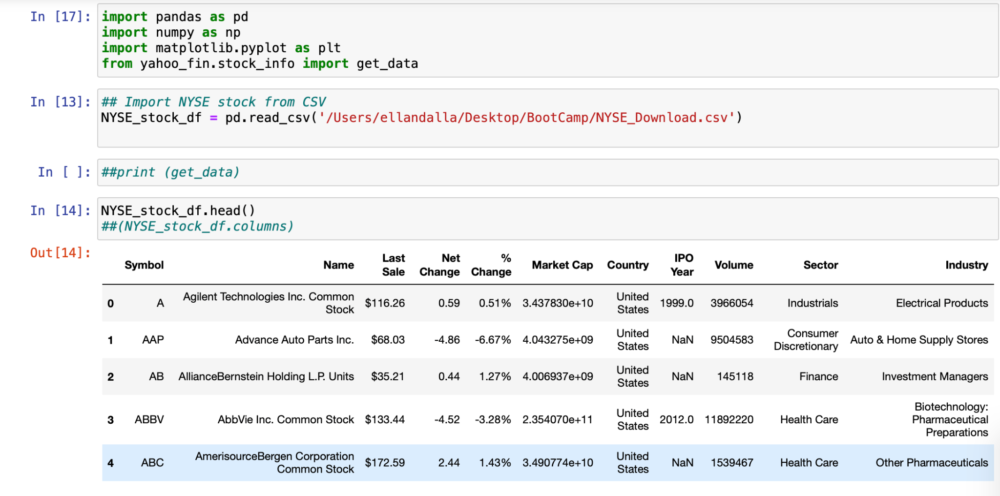 In [17]: import pandas as pd
import numpy as np
import matplotlib.pyplot as plt
from yahoo_fin.stock_info import get_data
In [13]: ## Import NYSE stock from CSV
NYSE_stock_df = pd.read_csv('/Users/ellandalla/Desktop/BootCamp/NYSE_Download.csv')
In [ ]: ##print (get_data)
In [14]: NYSE_stock_df.head()
##(NYSE_stock_df.columns)
Out[14]:
Symbol Name Last Sale Net Change % Change Market Cap Country IPO Year Volume Sector Industry
0 A Agilent Technologies Inc. Common Stock $116.26 0.59 0.51% 3.437830e+10 United States 1999.0 3966054 Industrials Electrical Products
1 AAP Advance Auto Parts Inc. $68.03 -4.86 -6.67% 4.043275e+09 United States NaN 9504583 Consumer Discretionary Auto & Home Supply Stores
2 AB AllianceBernstein Holding L.P. Units $35.21 0.44 1.27% 4.006937e+09 United States NaN 145118 Finance Investment Managers
3 ABBV AbbVie Inc. Common Stock $133.44 -4.52 -3.28% 2.354070e+11 United States 2012.0 11892220 Health Care Biotechnology: Pharmaceutical Preparations
4 ABC AmerisourceBergen Corporation Common Stock $172.59 2.44 1.43% 3.490774e+10 United States NaN 1539467 Health Care Other Pharmaceuticals